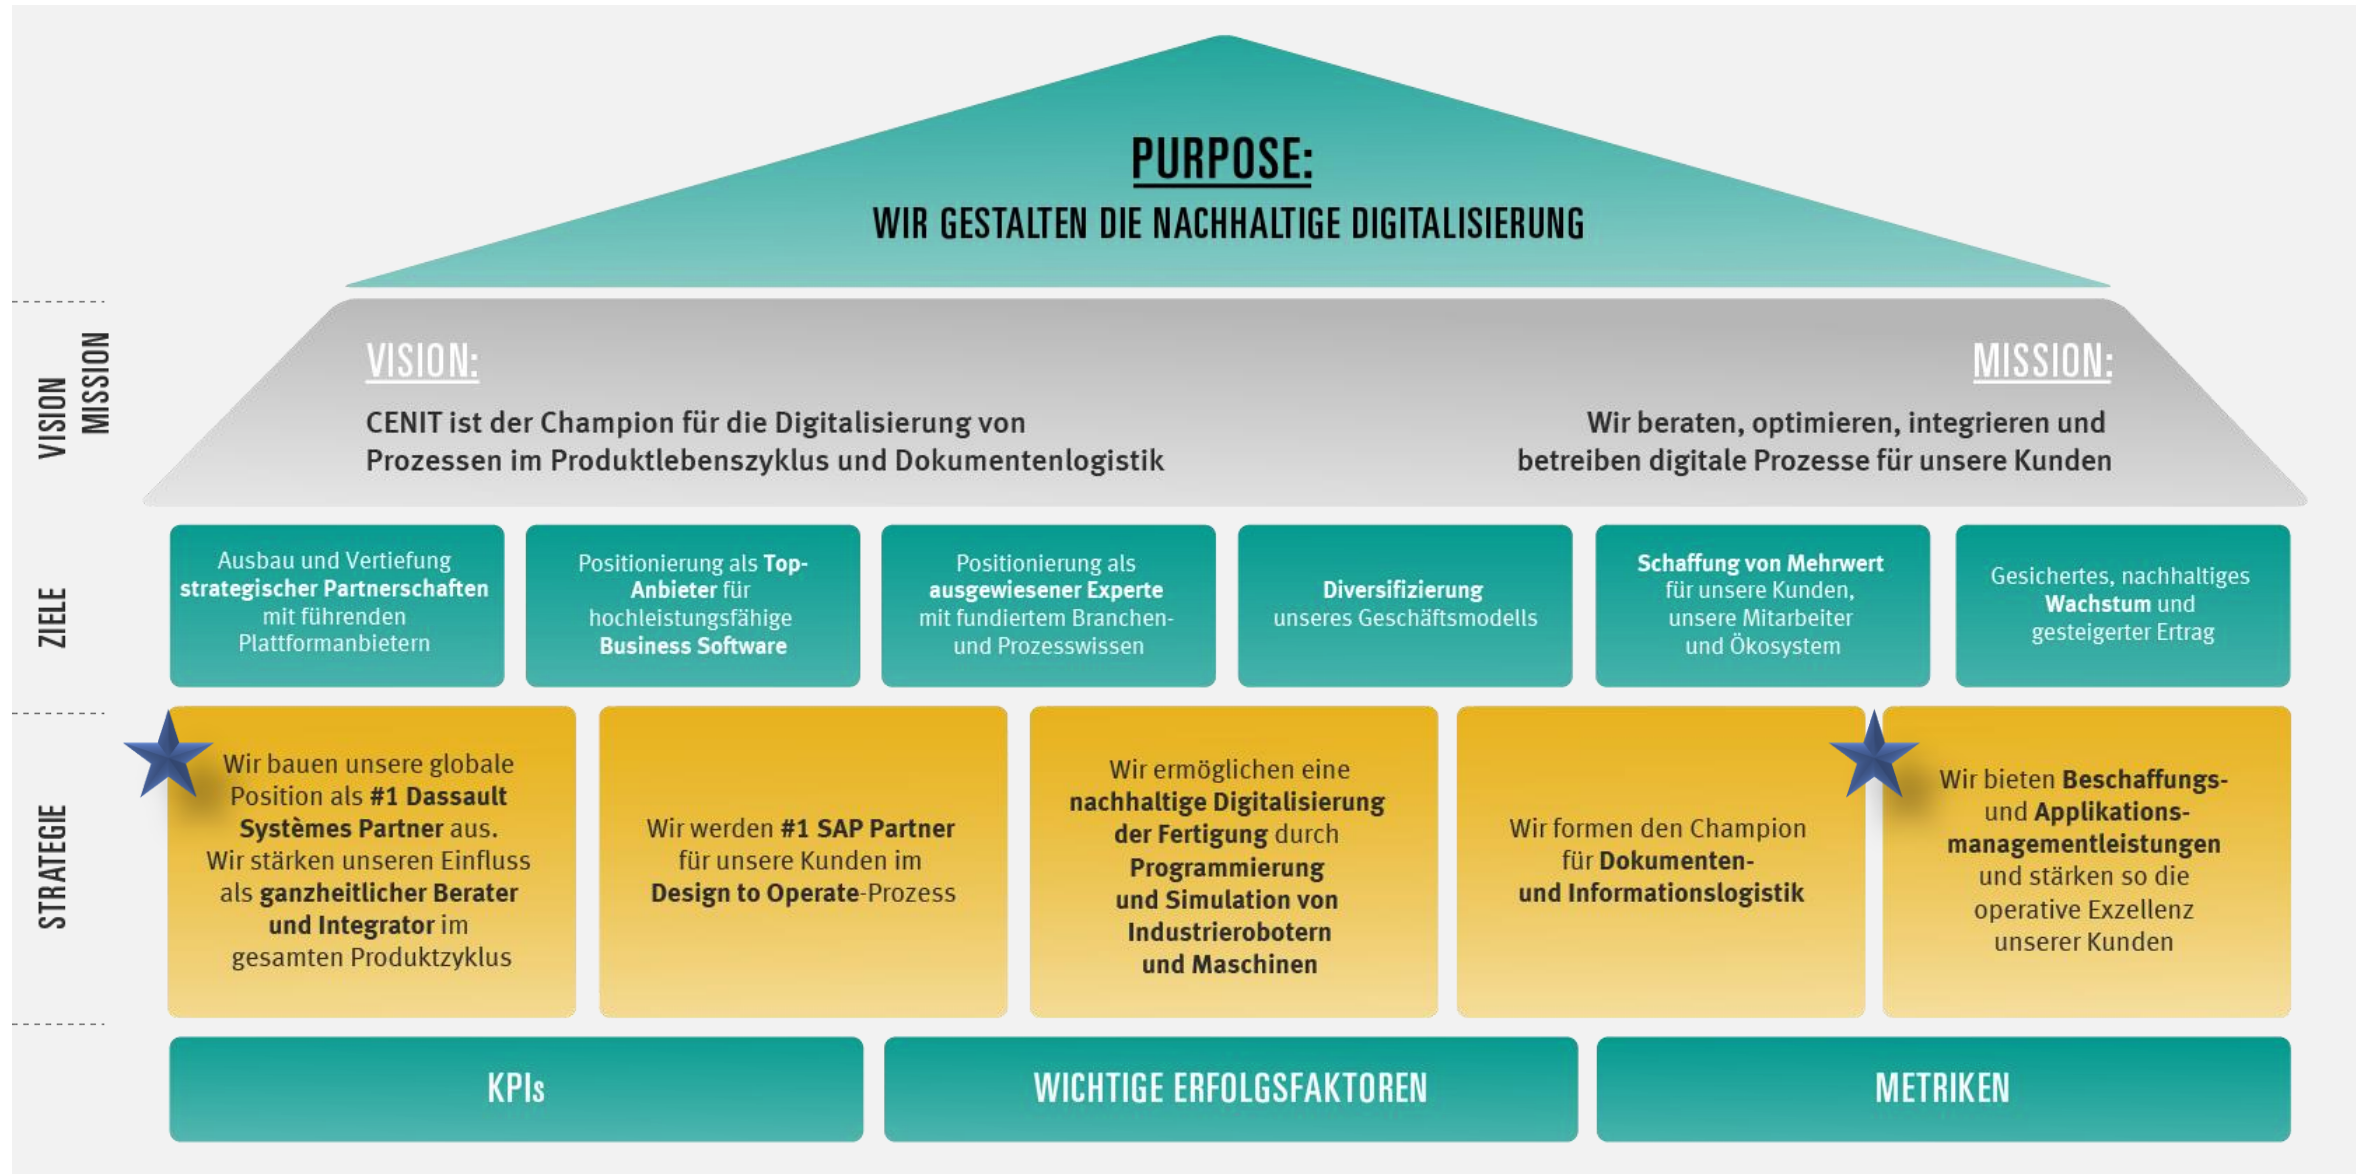 PURPOSE:
WIR GESTALTEN DIE NACHHALTIGE DIGITALISIERUNG
VISION
MISSION
VISION:
CENIT ist der Champion für die Digitalisierung von
Prozessen im Produktlebenszyklus und Dokumentenlogistik
MISSION:
Wir beraten, optimieren, integrieren und
betreiben digitale Prozesse für unsere Kunden
ZIELE
Ausbau und Vertiefung
strategischer Partnerschaften
mit führenden
Plattformanbietern
Positionierung als Top-
Anbieter für
hochleistungsfähige
Business Software
Positionierung als
ausgewiesener Experte
mit fundiertem Branchen-
und Prozesswissen
Diversifizierung
unseres Geschäftsmodells
Schaffung von Mehrwert
für unsere Kunden,
unsere Mitarbeiter
und Ökosystem
Gesichertes, nachhaltiges
Wachstum und
gesteigerter Ertrag
STRATEGIE
Wir bauen unsere globale
Position als #1 Dassault
Systèmes Partner aus.
Wir stärken unseren Einfluss
als ganzheitlicher Berater
und Integrator im
gesamten Produktzyklus
Wir werden #1 SAP Partner
für unsere Kunden im
Design to Operate-Prozess
Wir ermöglichen eine
nachhaltige Digitalisierung
der Fertigung durch
Programmierung
und Simulation von
Industrierobotern
und Maschinen
Wir formen den Champion
für Dokumenten-
und Informationslogistik
Wir bieten Beschaffungs-
und Applikations-
managementleistungen
und stärken so die
operative Exzellenz
unserer Kunden
KPIs
WICHTIGE ERFOLGSFAKTOREN
METRIKEN